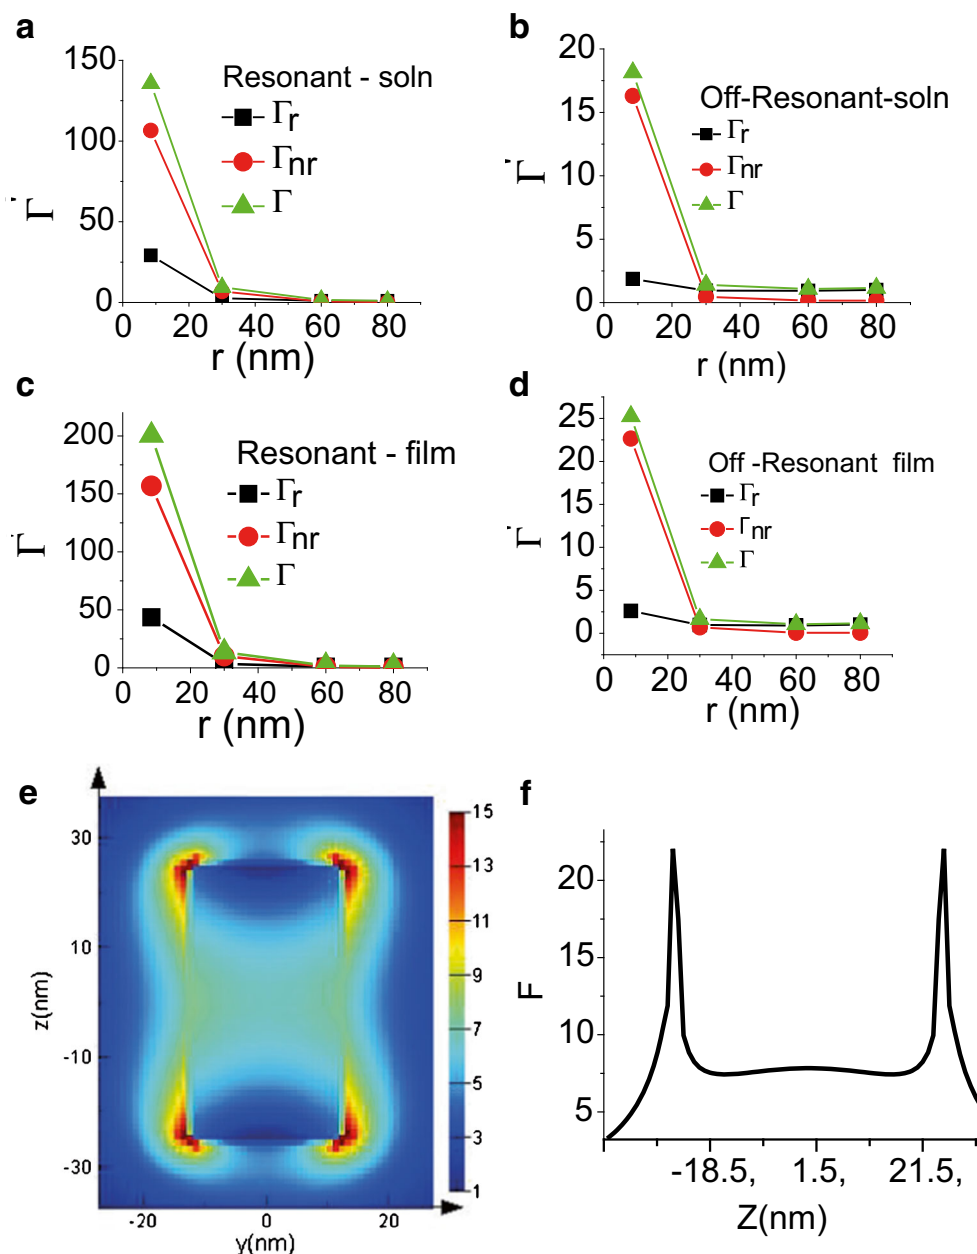 a
Resonant - soln
Γr
Γnr
Γ
150
100
50
0
Γ
0 20 40 60 80
r (nm)
b
Off-Resonant-soln
Γr
Γnr
Γ
20
15
10
5
0
Γ
0 20 40 60 80
r (nm)
c
Resonant - film
Γr
Γnr
Γ
200
150
100
50
0
Γ
0 20 40 60 80
r (nm)
d
Off -Resonant film
Γr
Γnr
Γ
25
20
15
10
5
0
Γ
0 20 40 60 80
r (nm)
e
30
10
-10
-30
z(nm)
-20 0 20
y(nm)
15
13
11
9
7
5
3
1
f
20
15
10
5
F
-18.5, 1.5, 21.5,
Z(nm)